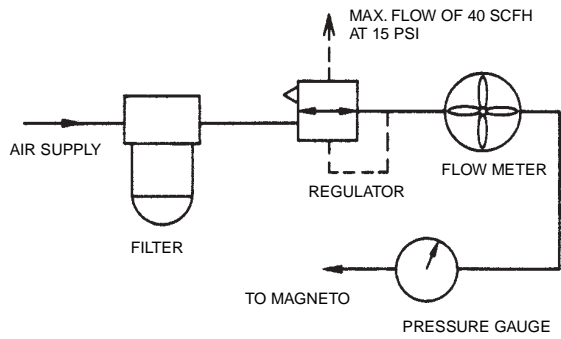 MAX. FLOW OF 40 SCFH
AT 15 PSI
AIR SUPPLY
FLOW METER
REGULATOR
FILTER
TO MAGNETO
PRESSURE GAUGE